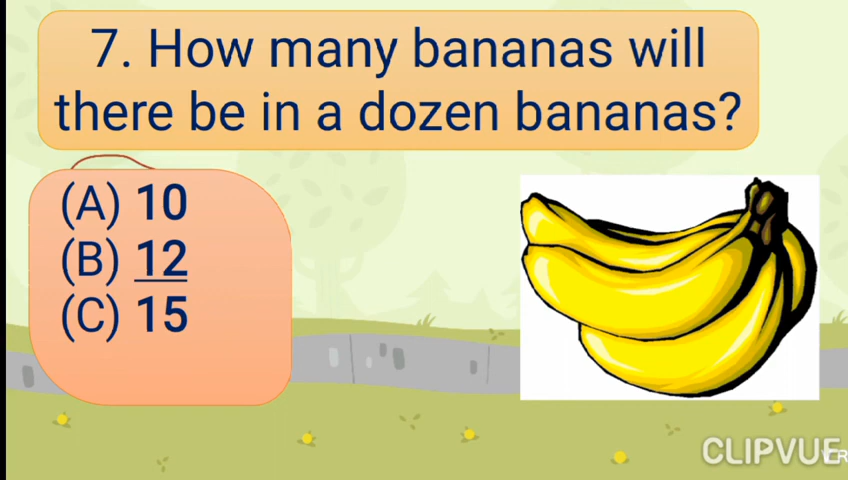 7. How many bananas will
there be in a dozen bananas?
(A) 10
(B) 12
(C) 15
CLIPVUE